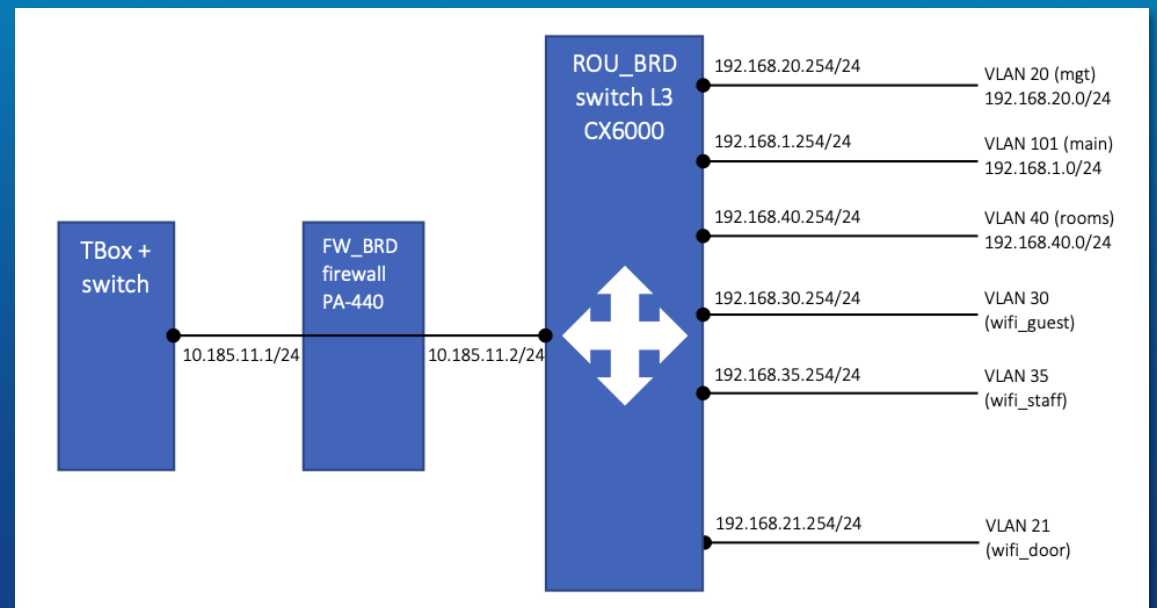 TBox +
switch
10.185.11.1/24
FW_BRD
firewall
PA-440
10.185.11.2/24
ROU_BRD
switch L3
CX6000
192.168.20.254/24
VLAN 20 (mgt)
192.168.20.0/24
192.168.1.254/24
VLAN 101 (main)
192.168.1.0/24
192.168.40.254/24
VLAN 40 (rooms)
192.168.40.0/24
192.168.30.254/24
VLAN 30
(wifi_guest)
192.168.35.254/24
VLAN 35
(wifi_staff)
192.168.21.254/24
VLAN 21
(wifi_door)